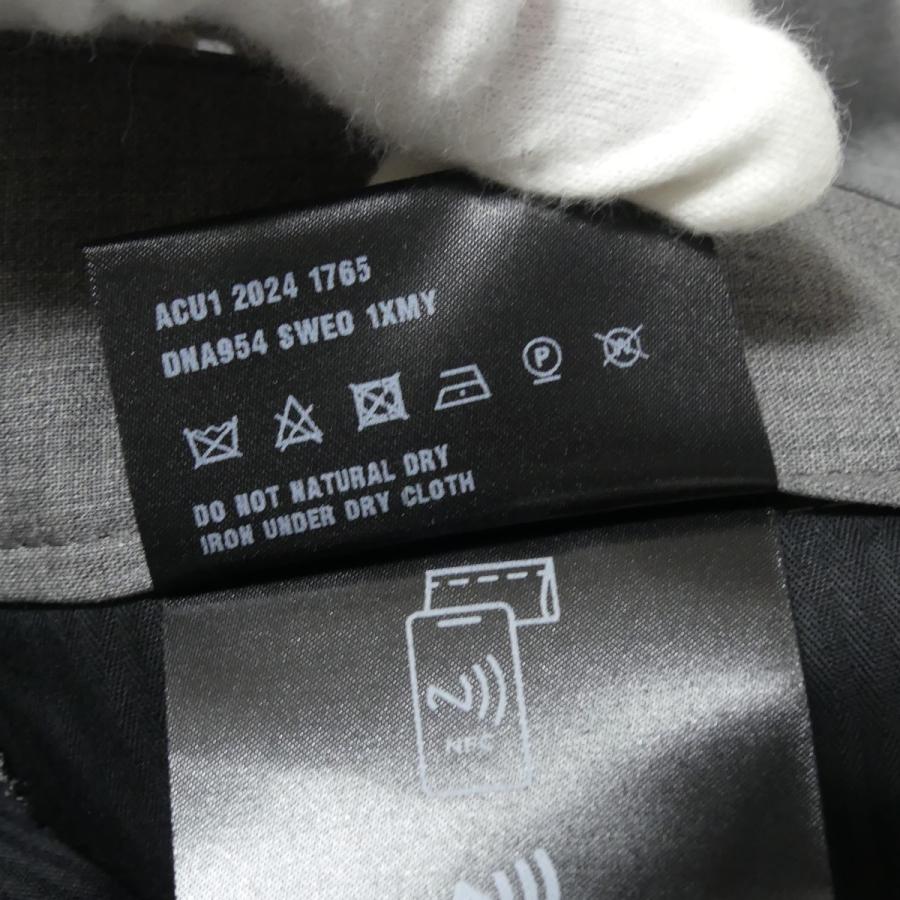 ACU1 2024 1765
DNA954 SWEO 1XMY
P
W
DO NOT NATURAL DRY
IRON UNDER DRY CLOTH
NFC